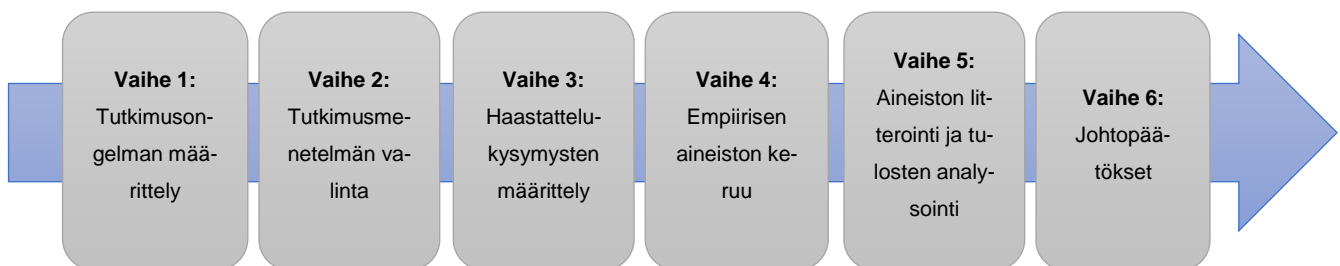 Vaihe 1:
Tutkimuson-
gelman mää-
rittely
Vaihe 2:
Tutkimusme-
netelmän va-
linta
Vaihe 3:
Haastattelu-
kysymysten
määrittely
Vaihe 4:
Empiirisen
aineiston ke-
ruu
Vaihe 5:
Aineiston lit-
terointi ja tu-
losten analy-
sointi
Vaihe 6:
Johtopää-
tökset